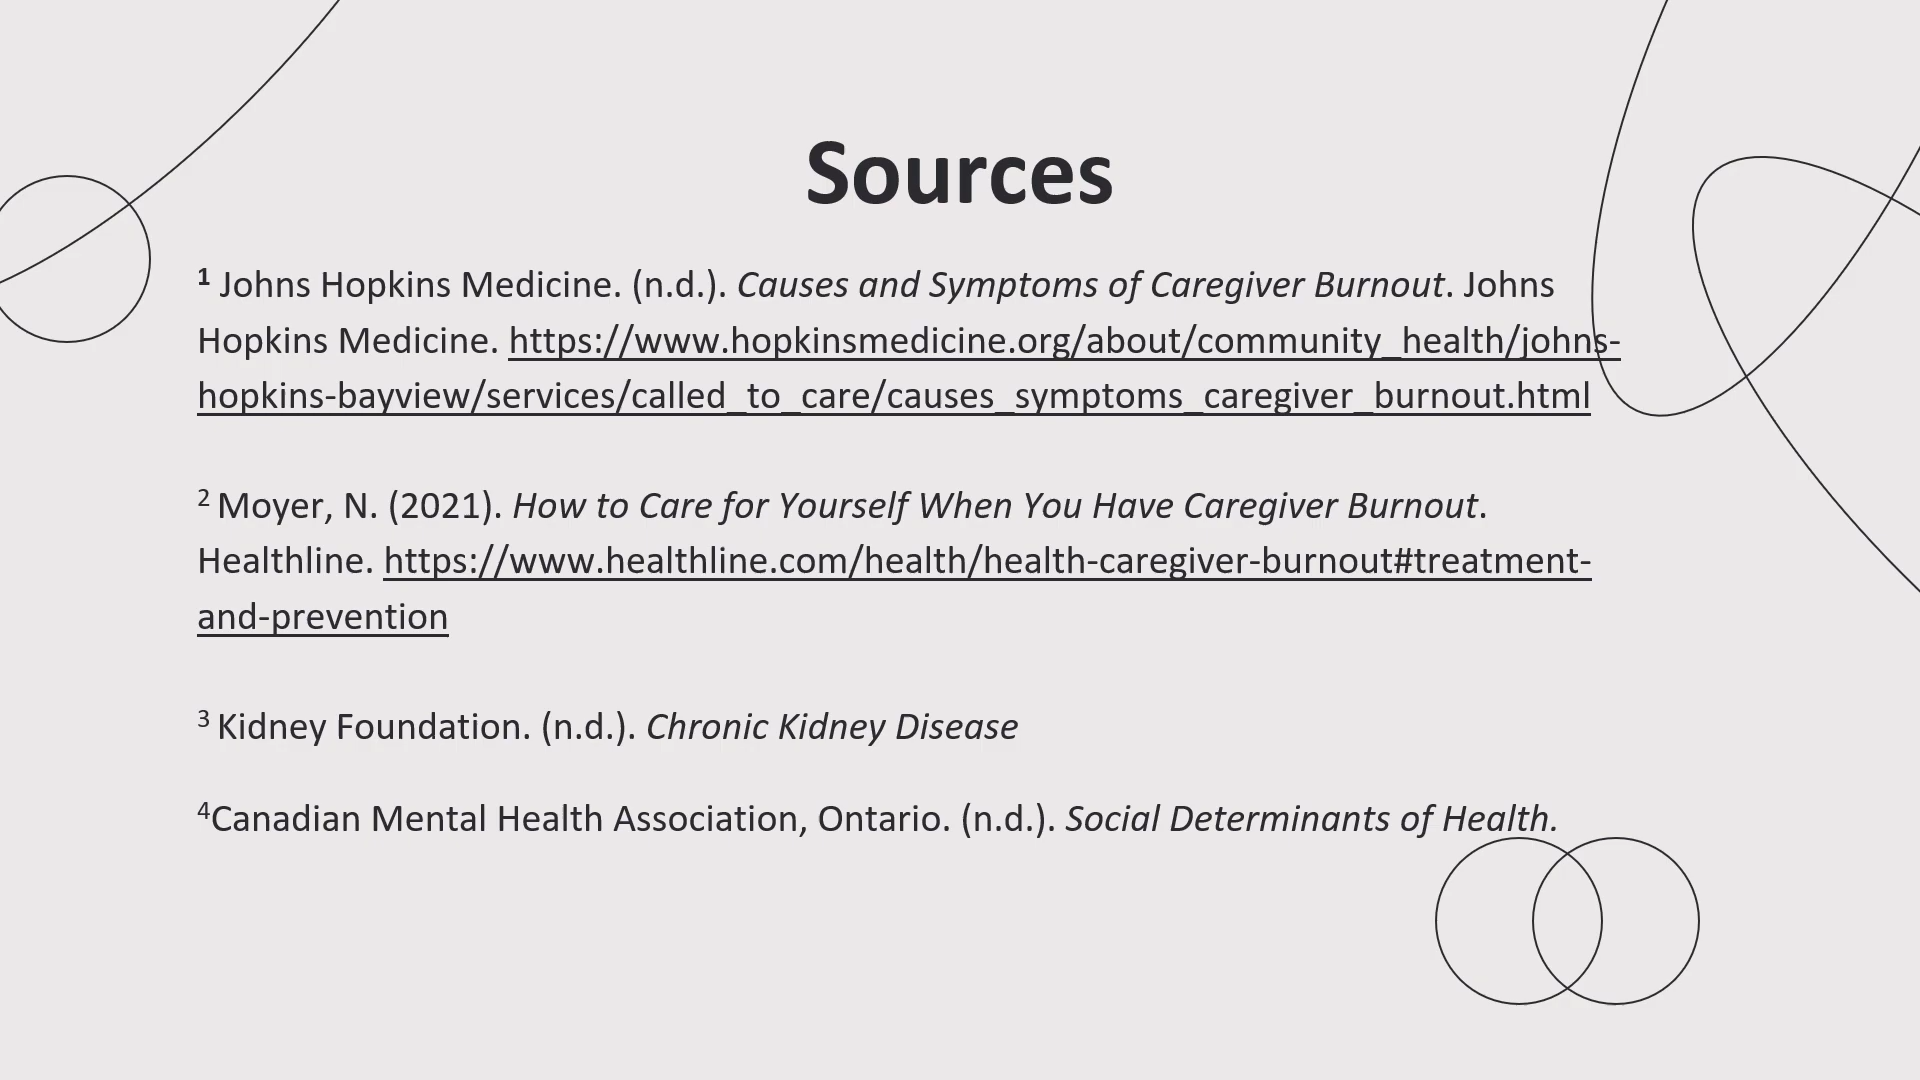 Sources
1 Johns Hopkins Medicine. (n.d.). Causes and Symptoms of Caregiver Burnout. Johns
Hopkins Medicine. https://www.hopkinsmedicine.org/about/community_health/johns-
hopkins-bayview/services/called_to_care/causes_symptoms_caregiver_burnout.html
2 Moyer, N. (2021). How to Care for Yourself When You Have Caregiver Burnout.
Healthline. https://www.healthline.com/health/health-caregiver-burnout#treatment-
and-prevention
3 Kidney Foundation. (n.d.). Chronic Kidney Disease
4Canadian Mental Health Association, Ontario. (n.d.). Social Determinants of Health.